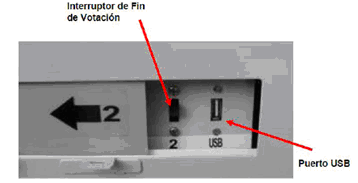 Interruptor de Fin
de Votación
2
2
USB
Puerto USB